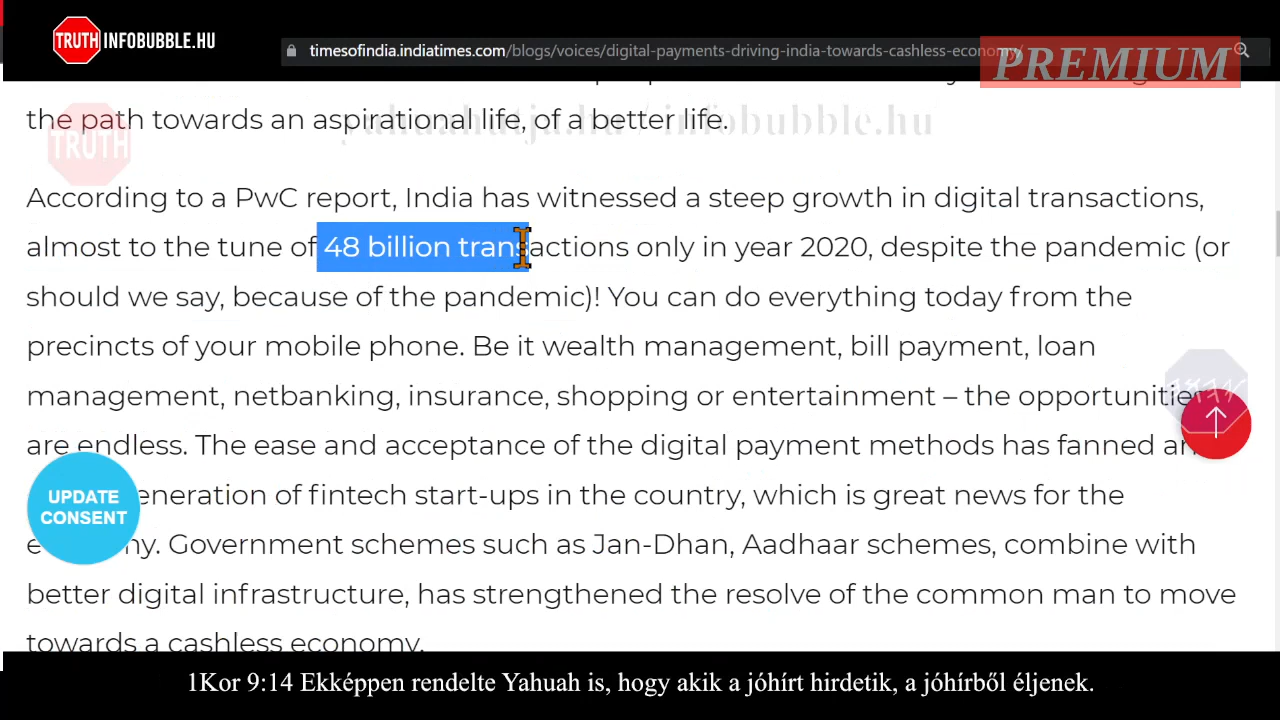 TRUTH INFOBUBBLE.HU
timesofindia.indiatimes.com/blogs/voices/digital-payments-driving-india-towards-cashless-economy/
PREMIUM
the path towards an aspirational life, of a better life.
infobubble.hu
TRUTH
According to a PwC report, India has witnessed a steep growth in digital transactions,
almost to the tune of 48 billion transactions only in year 2020, despite the pandemic (or
should we say, because of the pandemic)! You can do everything today from the
precincts of your mobile phone. Be it wealth management, bill payment, loan
management, netbanking, insurance, shopping or entertainment – the opportunities
are endless. The ease and acceptance of the digital payment methods has fanned an
UPDATE
CONSENT
eneration of fintech start-ups in the country, which is great news for the
my. Government schemes such as Jan-Dhan, Aadhaar schemes, combine with
better digital infrastructure, has strengthened the resolve of the common man to move
towards a cashless economy.
1Kor 9:14 Ekképpen rendelte Yahuah is, hogy akik a jóhírt hirdetik, a jóhírből éljenek.